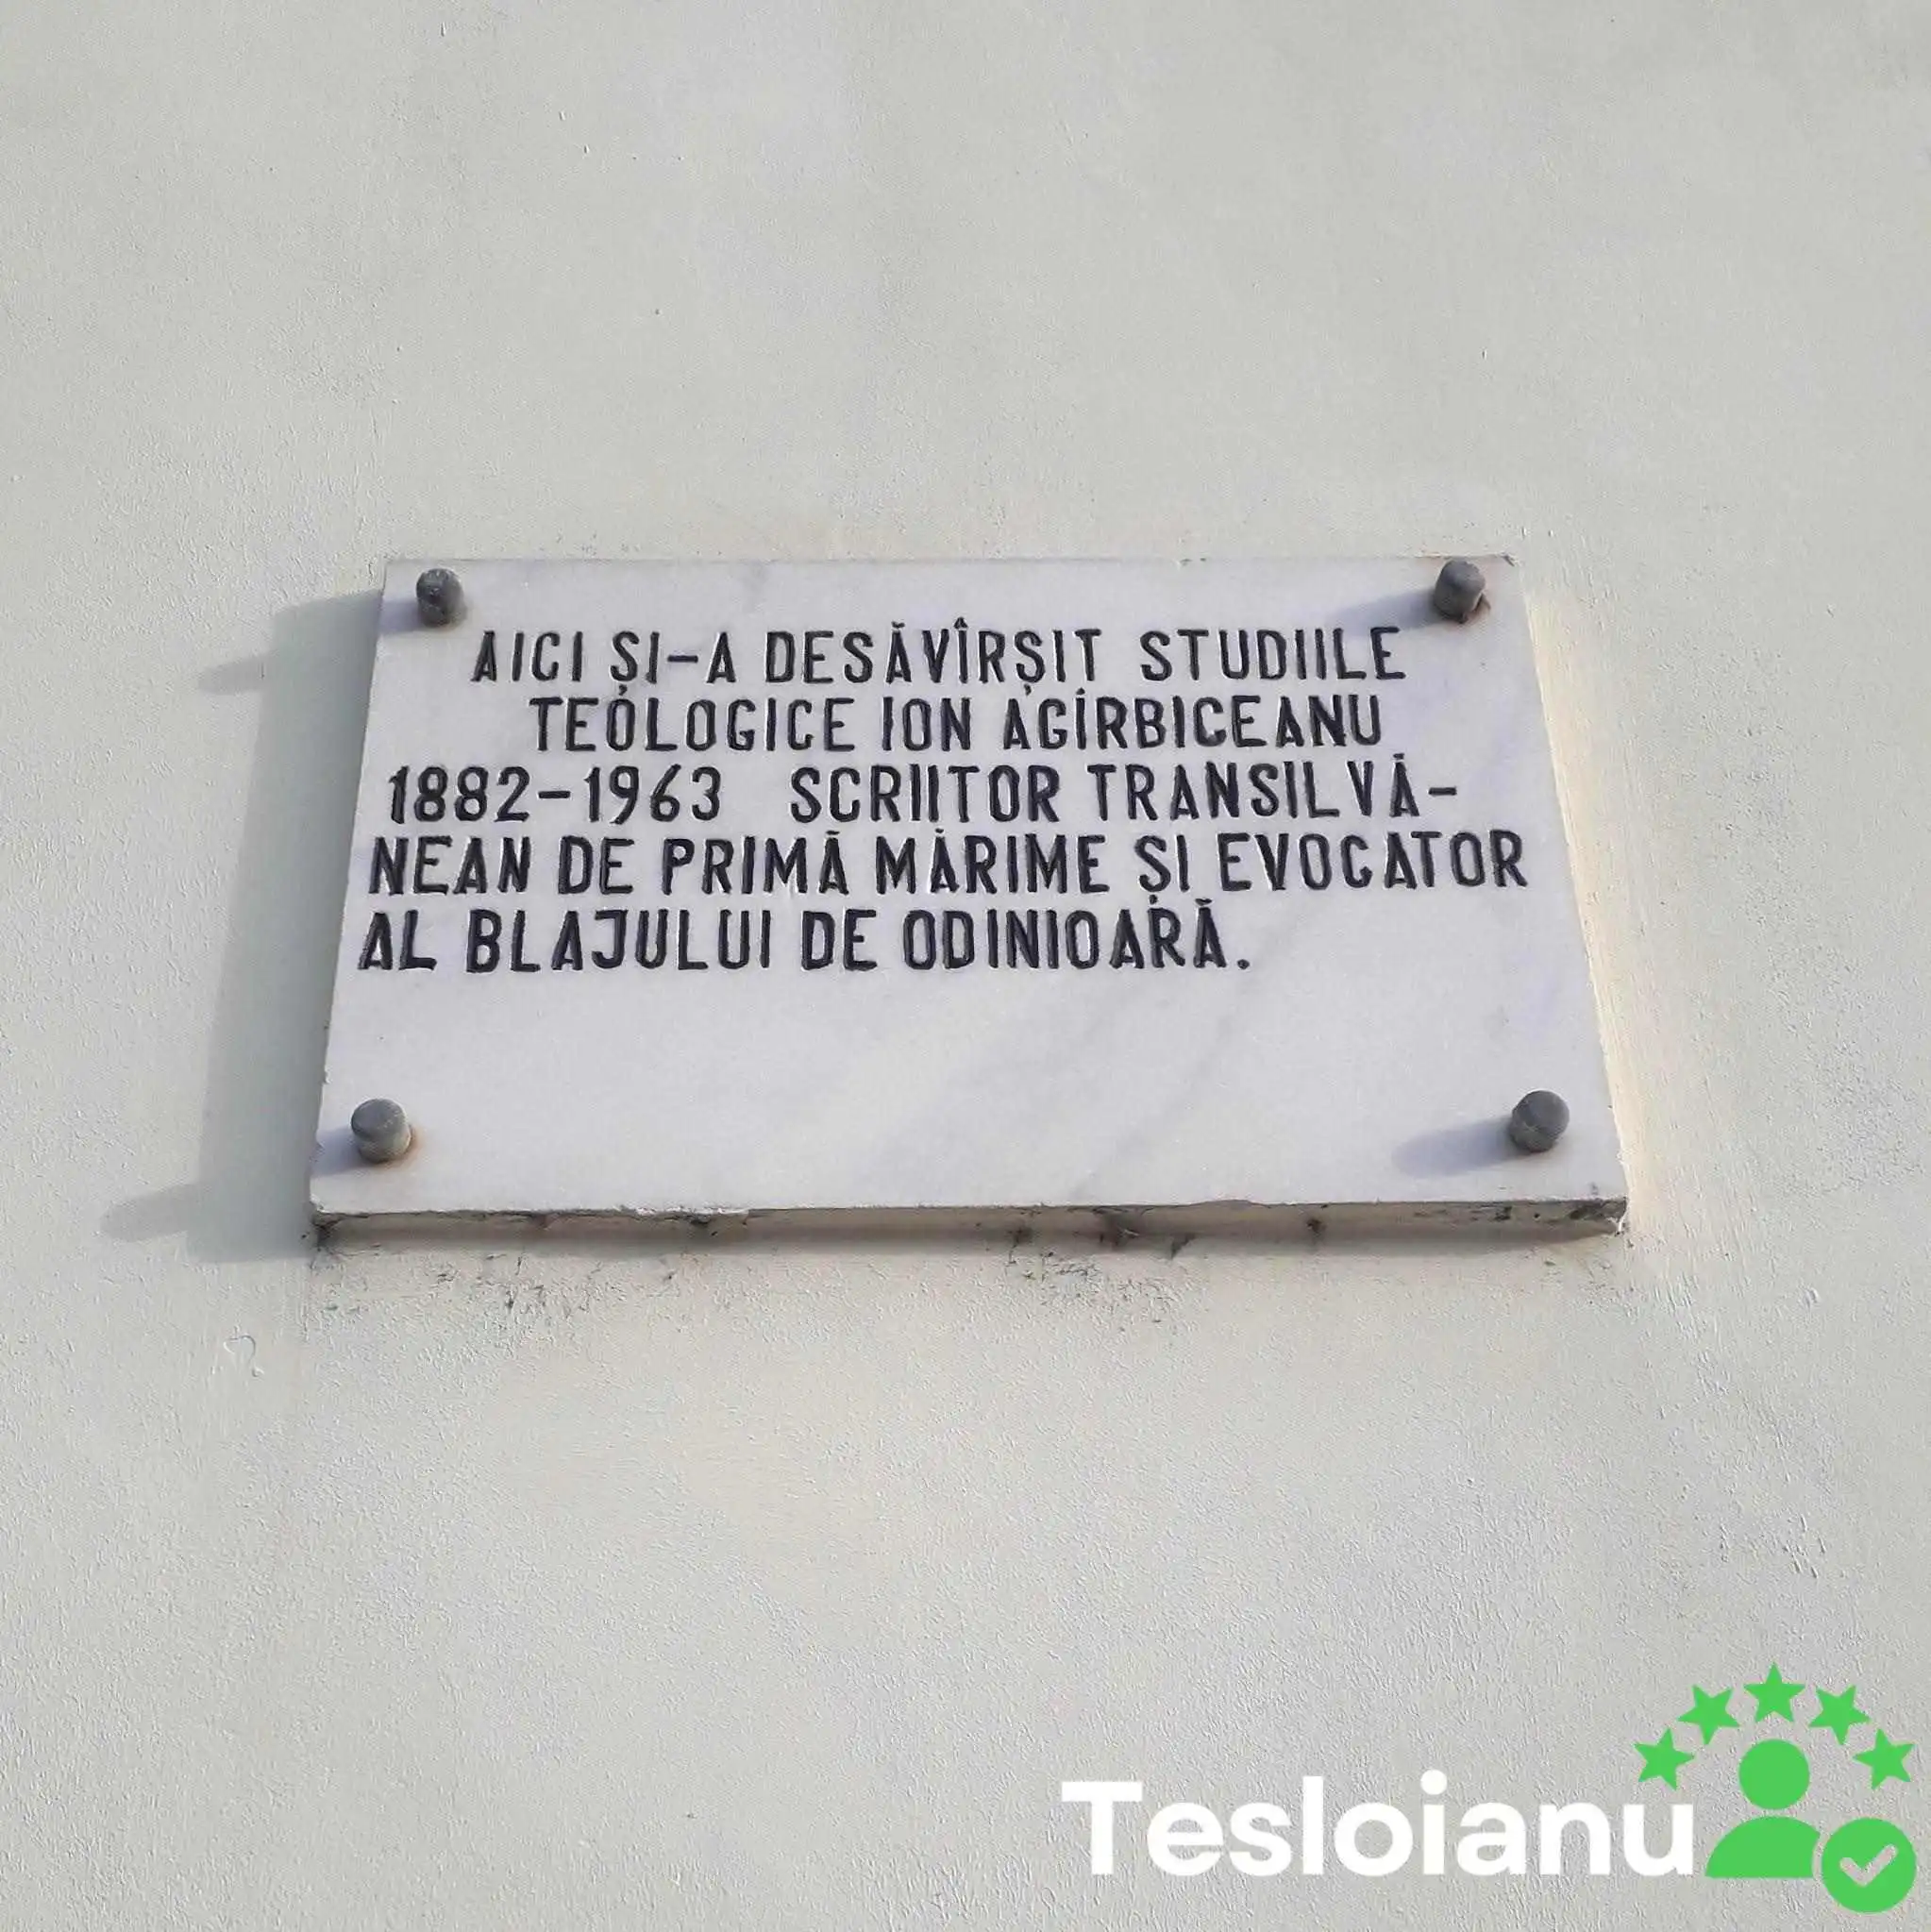 AICI ȘI-A DESĂVÎRȘIT STUDIILE
TEOLOGICE ION AGÎRBICEANU
1882-1963 SCRIITOR TRANSILVĂ-
NEAN DE PRIMĂ MĂRIME ȘI EVOCATOR
AL BLAJULUI DE ODINIOARĂ.
Tesloianu